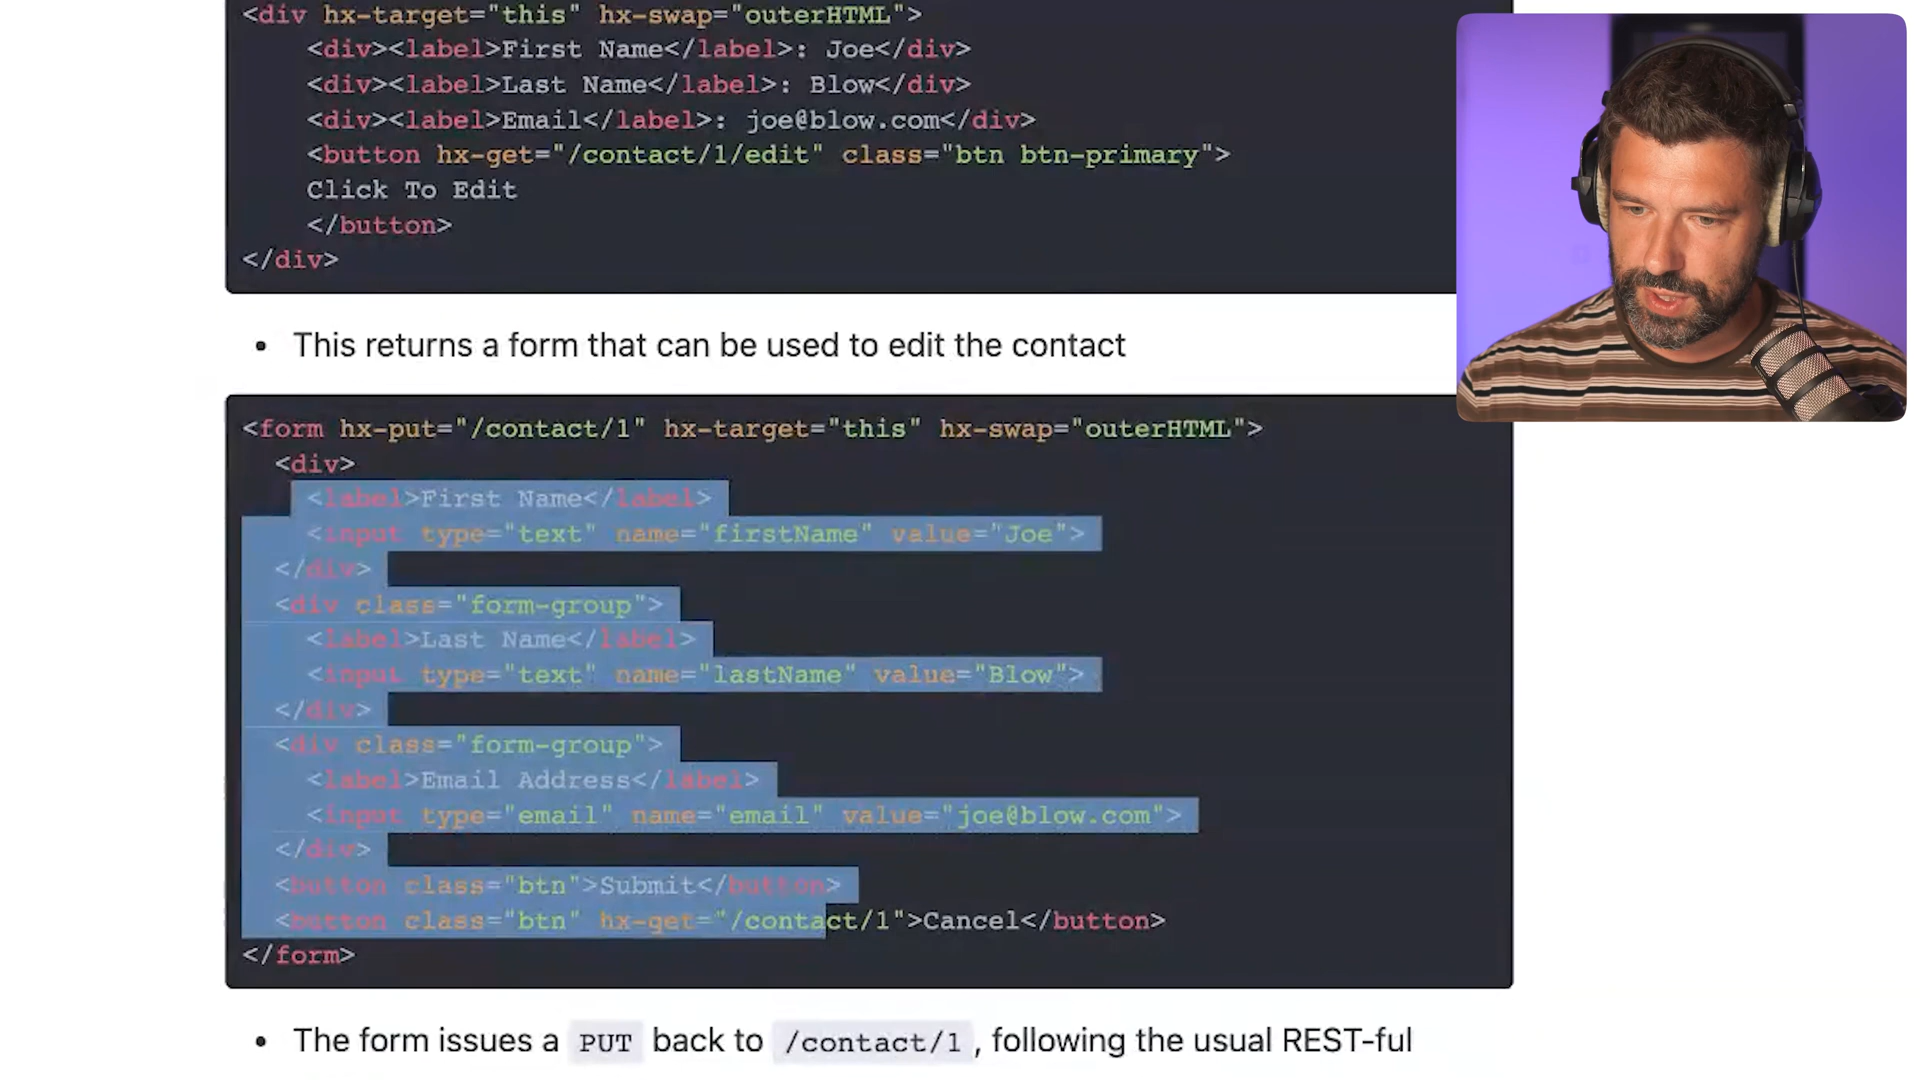 <div hx-target="this" hx-swap="outerHTML">
    <div><label>First Name</label>: Joe</div>
    <div><label>Last Name</label>: Blow</div>
    <div><label>Email</label>: joe@blow.com</div>
    <button hx-get="/contact/1/edit" class="btn btn-primary">
    Click To Edit
    </button>
</div>
• This returns a form that can be used to edit the contact
<form hx-put="/contact/1" hx-target="this" hx-swap="outerHTML">
  <div>
    <label>First Name</label>
    <input type="text" name="firstName" value="Joe">
  </div>
  <div class="form-group">
    <label>Last Name</label>
    <input type="text" name="lastName" value="Blow">
  </div>
  <div class="form-group">
    <label>Email Address</label>
    <input type="email" name="email" value="joe@blow.com">
  </div>
  <button class="btn">Submit</button>
  <button class="btn" hx-get="/contact/1">Cancel</button>
</form>
• The form issues a PUT back to /contact/1, following the usual REST-ful